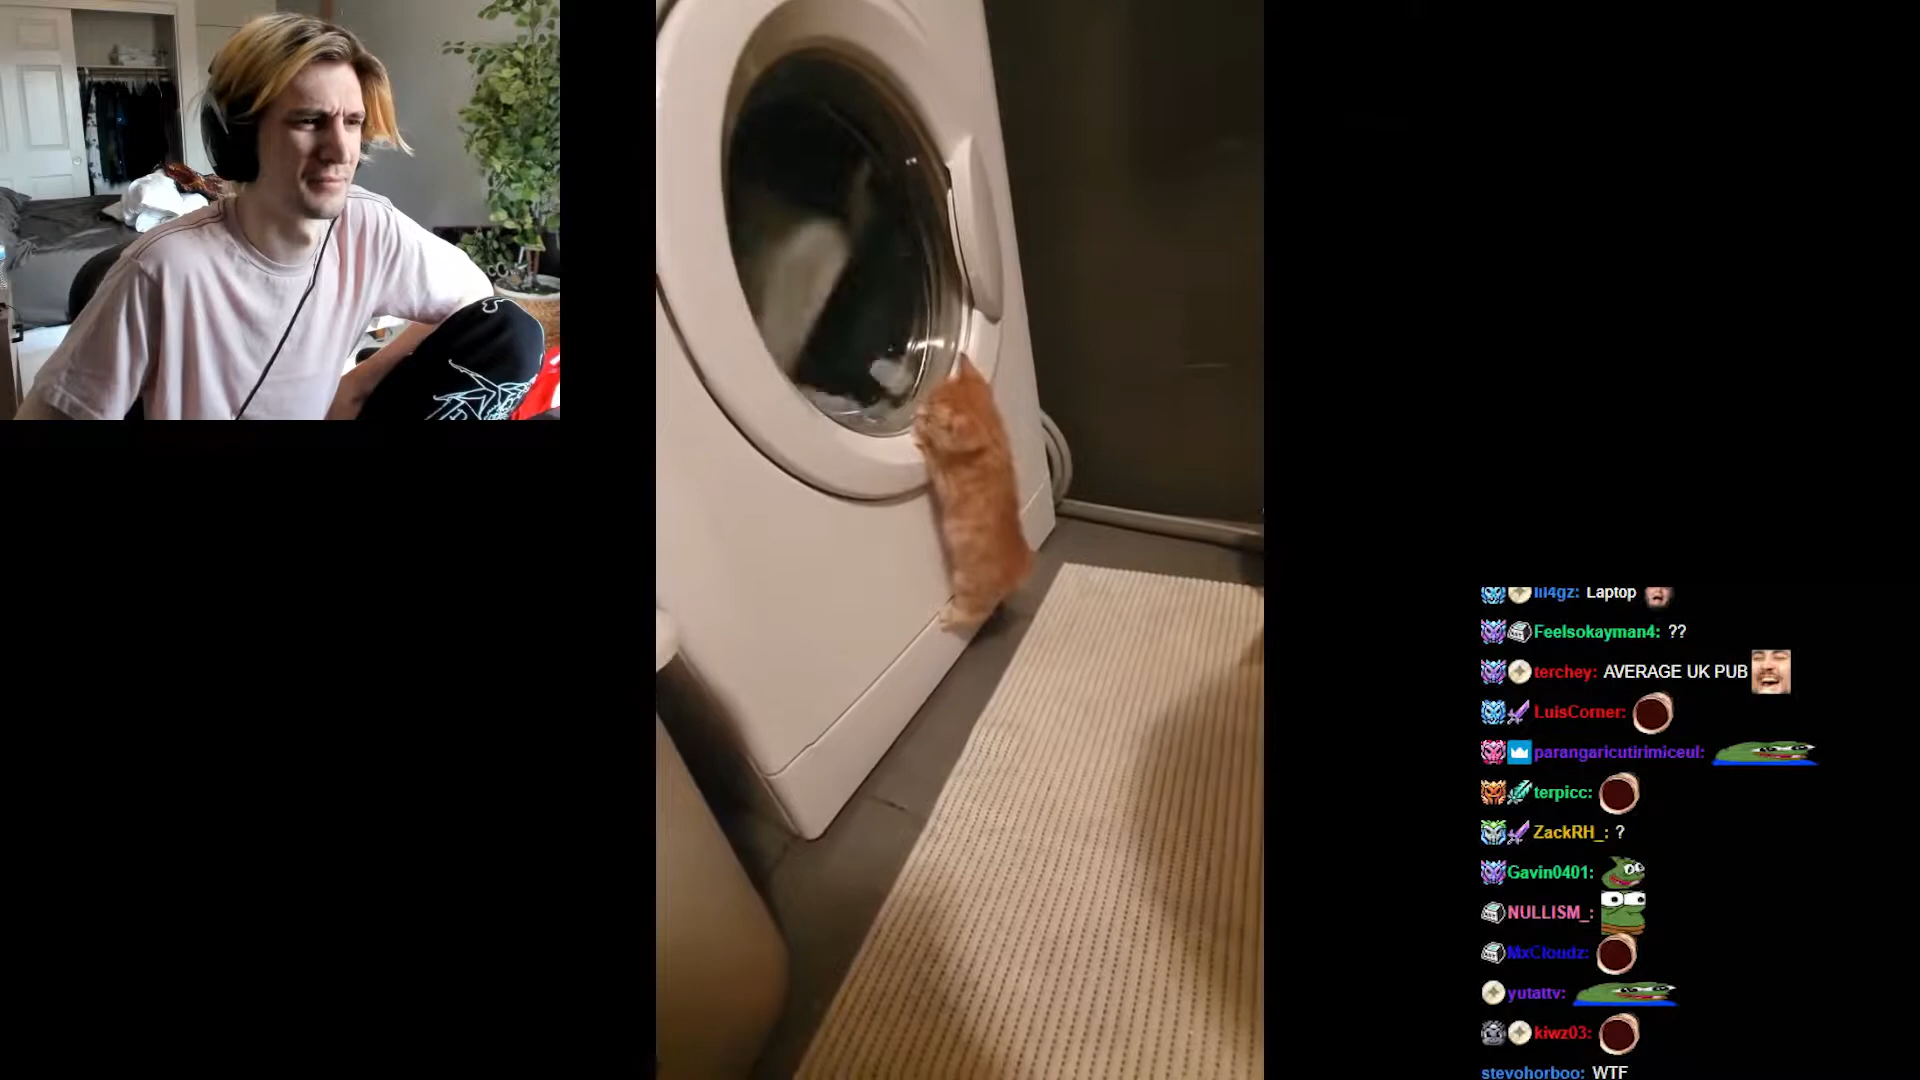 lil4gz: Laptop
Feelsokayman4: ??
terchey: AVERAGE UK PUB
LuisCorner:
parangaricutirimiceul:
terpicc:
ZackRH_: ?
Gavin0401:
NULLISM_:
MxCloudz:
yutattv:
kiwz03:
stevohorboo: WTF